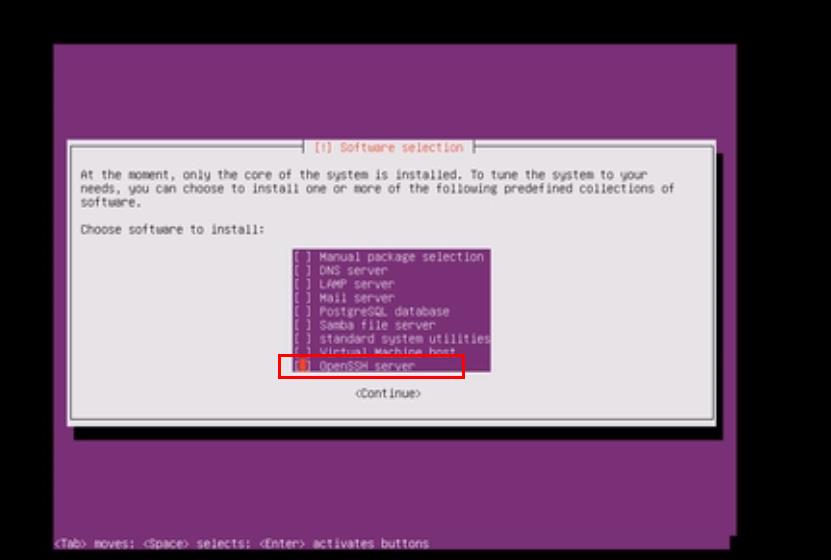 [!] Software selection
At the moment, only the core of the system is installed. To tune the system to your
needs, you can choose to install one or more of the following predefined collections of
software.
Choose software to install:
[ ] Manual package selection
[ ] DNS server
[ ] LAMP server
[ ] Mail server
[ ] PostgreSQL database
[ ] Samba file server
[ ] standard system utilities
[ ] Virtual Machine host
[*] OpenSSH server
<Continue>
<Tab> moves; <Space> selects; <Enter> activates buttons